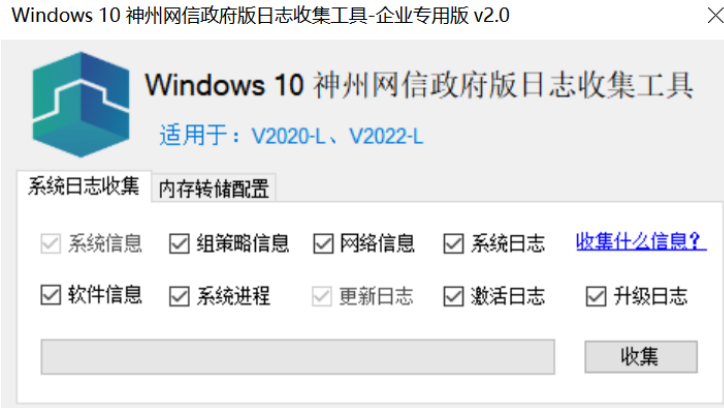 Windows 10 神州网信政府版日志收集工具-企业专用版 v2.0
Windows 10 神州网信政府版日志收集工具
适用于：V2020-L、V2022-L
系统日志收集 内存转储配置
系统信息 组策略信息 网络信息 系统日志 收集什么信息？
软件信息 系统进程 更新日志 激活日志 升级日志
收集